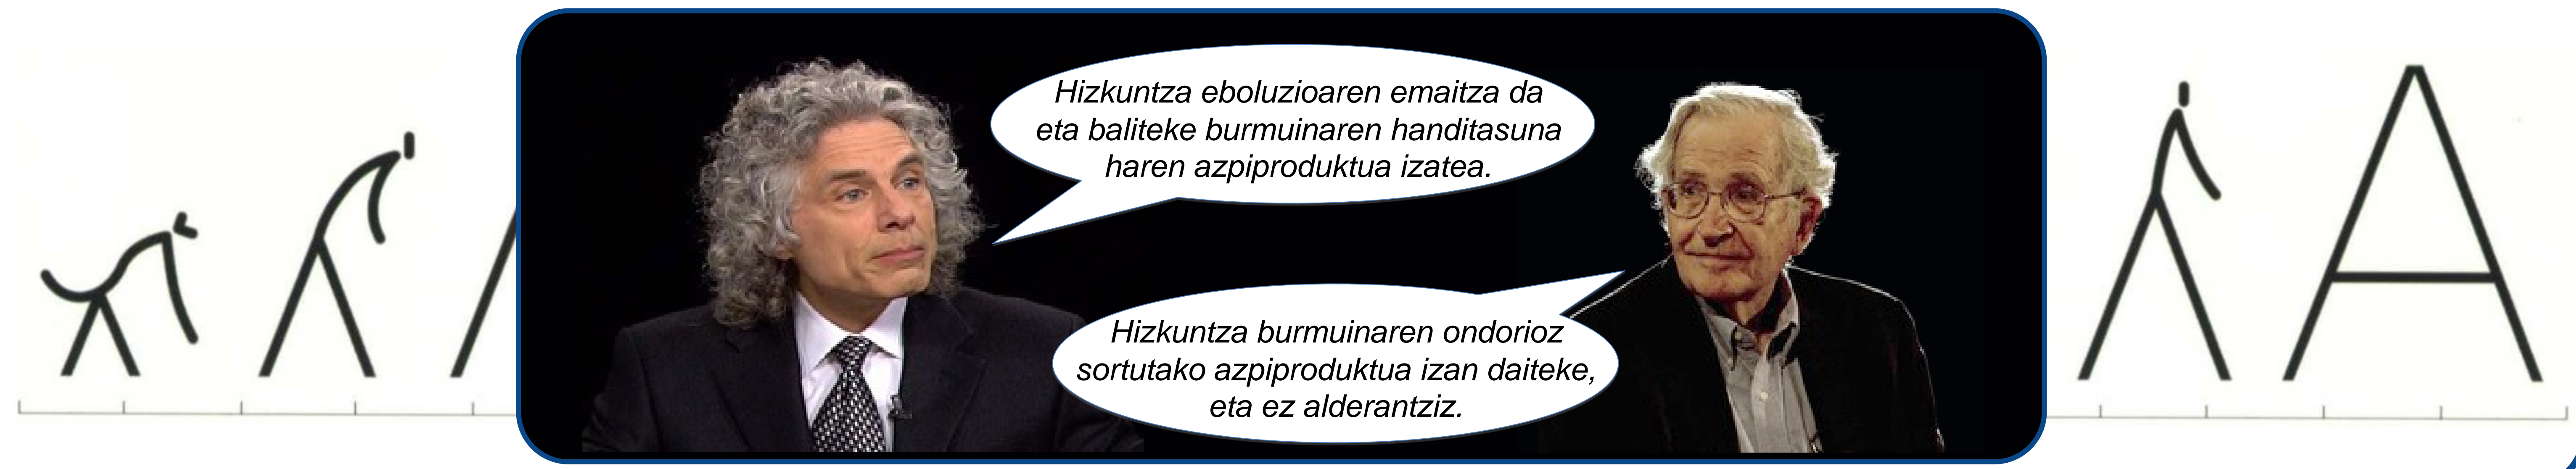 Hizkuntza eboluzioaren emaitza da
eta baliteke burmuinaren handitasuna
haren azpiproduktua izatea.
Hizkuntza burmuinaren ondorioz
sortutako azpiproduktua izan daiteke,
eta ez alderantziz.